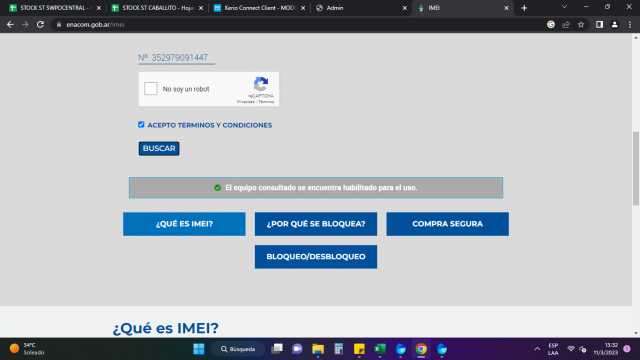 STOCK ST SWPOCENTRAL -
STOCK ST CABALLITO - Hoja
Kerio Connect Client - MODI
Admin
IMEI
enacom.gob.ar/imei
Nº 352979091447
No soy un robot
reCAPTCHA
Privacidad - Términos
ACEPTO TERMINOS Y CONDICIONES
BUSCAR
El equipo consultado se encuentra habilitado para el uso.
¿QUÉ ES IMEI?
¿POR QUÉ SE BLOQUEA?
COMPRA SEGURA
BLOQUEO/DESBLOQUEO
¿Qué es IMEI?
34°C
Soleado
Búsqueda
ESP
LAA
13:32
11/3/2023